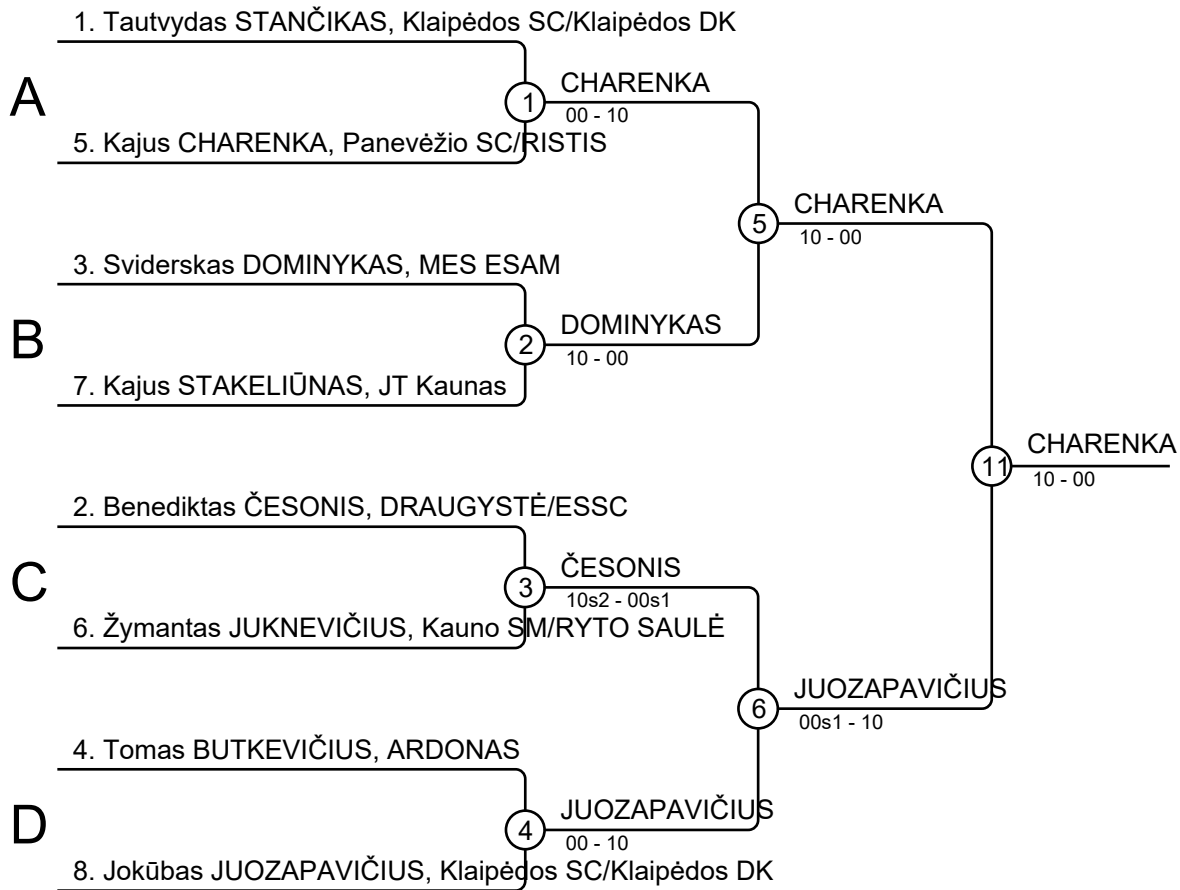 1. Tautvydas STANČIKAS, Klaipėdos SC/Klaipėdos DK
A
1
CHARENKA
00 - 10
5. Kajus CHARENKA, Panevėžio SC/RISTIS
5
CHARENKA
10 - 00
3. Sviderskas DOMINYKAS, MES ESAM
B
2
DOMINYKAS
10 - 00
7. Kajus STAKELIŪNAS, JT Kaunas
11
CHARENKA
10 - 00
2. Benediktas ČESONIS, DRAUGYSTĖ/ESSC
C
3
ČESONIS
10s2 - 00s1
6. Žymantas JUKNEVIČIUS, Kauno SM/RYTO SAULĖ
6
JUOZAPAVIČIUS
00s1 - 10
4. Tomas BUTKEVIČIUS, ARDONAS
D
4
JUOZAPAVIČIUS
00 - 10
8. Jokūbas JUOZAPAVIČIUS, Klaipėdos SC/Klaipėdos DK